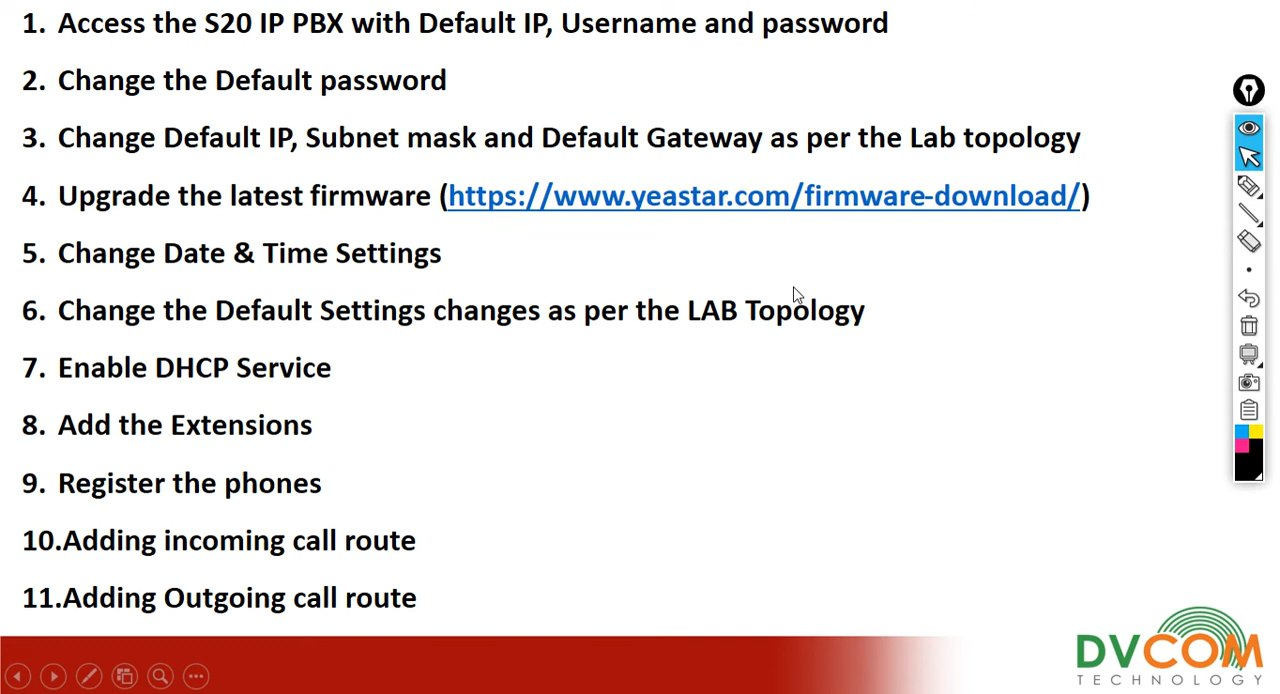 1. Access the S20 IP PBX with Default IP, Username and password
2. Change the Default password
3. Change Default IP, Subnet mask and Default Gateway as per the Lab topology
4. Upgrade the latest firmware (https://www.yeastar.com/firmware-download/)
5. Change Date & Time Settings
6. Change the Default Settings changes as per the LAB Topology
7. Enable DHCP Service
8. Add the Extensions
9. Register the phones
10.Adding incoming call route
11.Adding Outgoing call route
DVCOM
TECHNOLOGY